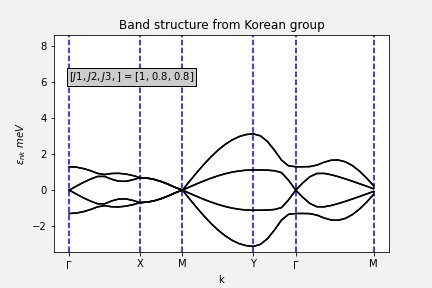 Band structure from Korean group
8
6
4
2
0
−2
[J1, J2, J3, ] = [1, 0.8, 0.8]
εnk meV
Γ X M Y Γ M
k